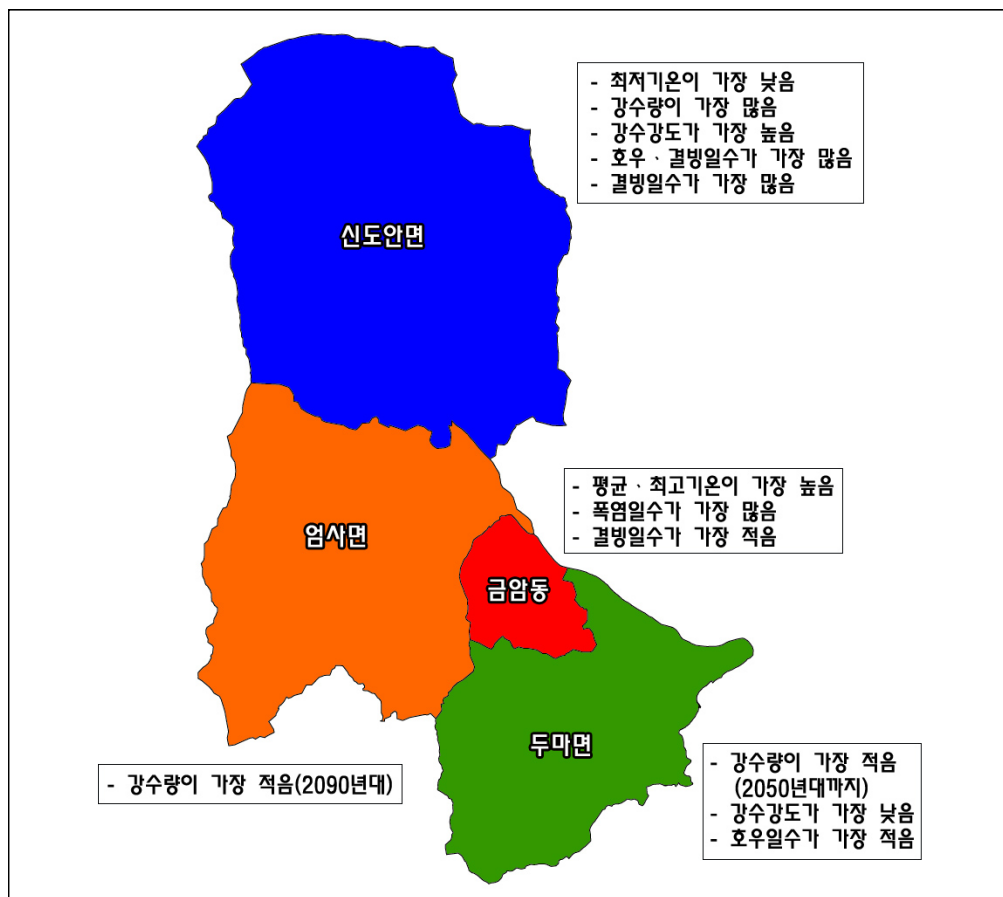 - 최저기온이 가장 낮음
- 강수량이 가장 많음
- 강수강도가 가장 높음
- 호우 · 결빙일수가 가장 많음
- 결빙일수가 가장 많음
신도안면
- 평균 · 최고기온이 가장 높음
- 폭염일수가 가장 많음
- 결빙일수가 가장 적음
엄사면
금암동
두마면
- 강수량이 가장 적음(2090년대)
- 강수량이 가장 적음
(2050년대까지)
- 강수강도가 가장 낮음
- 호우일수가 가장 적음